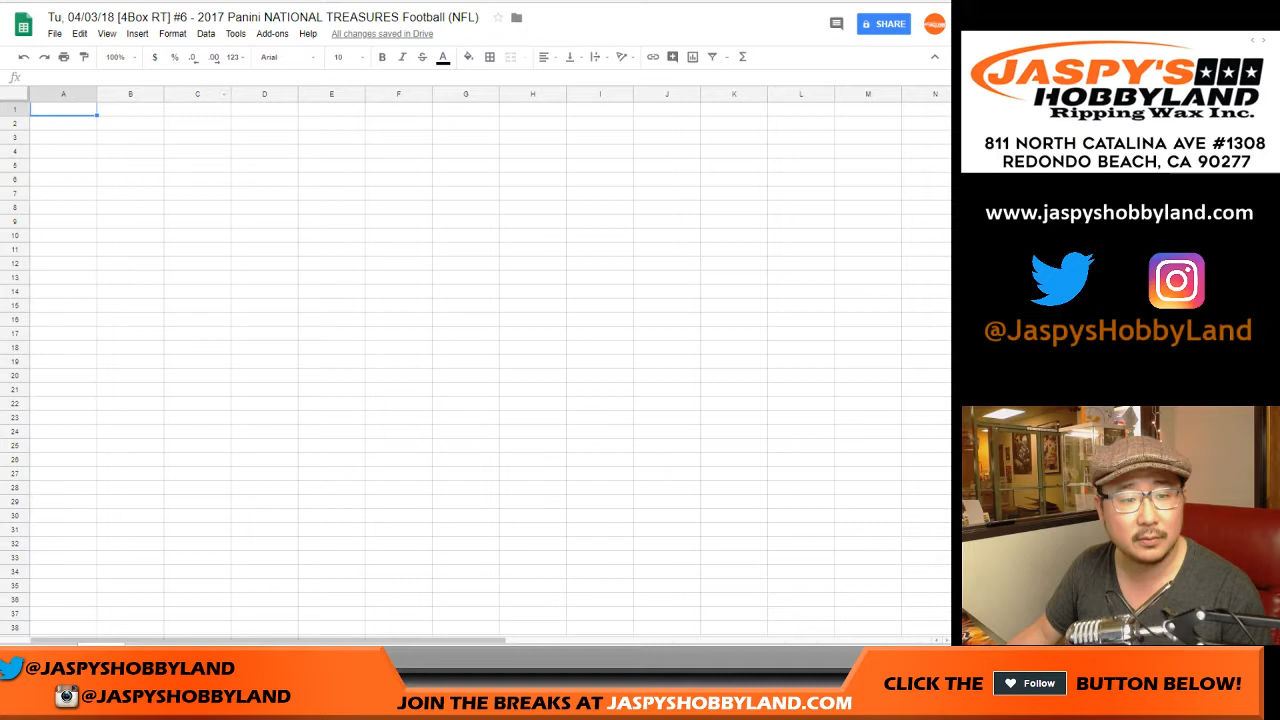 Tu, 04/03/18 [4Box RT] #6 - 2017 Panini NATIONAL TREASURES Football (NFL)
File Edit View Insert Format Data Tools Add-ons Help All changes saved in Drive
SHARE
100% $ % .0 .00 123 Arial 10 B I S A Σ
fx
A B C D E F G H I J K L M N
1
2
3
4
5
6
7
8
9
10
11
12
13
14
15
16
17
18
19
20
21
22
23
24
25
26
27
28
29
30
31
32
33
34
35
36
37
38
JASPY'S
HOBBYLAND
Ripping Wax Inc.
811 NORTH CATALINA AVE #1308
REDONDO BEACH, CA 90277
www.jaspyshobbyland.com
@JaspysHobbyLand
@JASPYSHOBBYLAND
@JASPYSHOBBYLAND
JOIN THE BREAKS AT JASPYSHOBBYLAND.COM
CLICK THE Follow BUTTON BELOW!